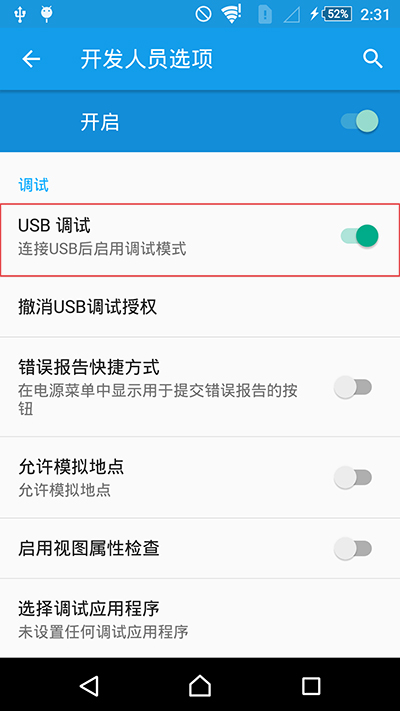 52% 2:31
开发人员选项
开启
调试
USB 调试
连接USB后启用调试模式
撤消USB调试授权
错误报告快捷方式
在电源菜单中显示用于提交错误报告的按
钮
允许模拟地点
允许模拟地点
启用视图属性检查
选择调试应用程序
未设置任何调试应用程序